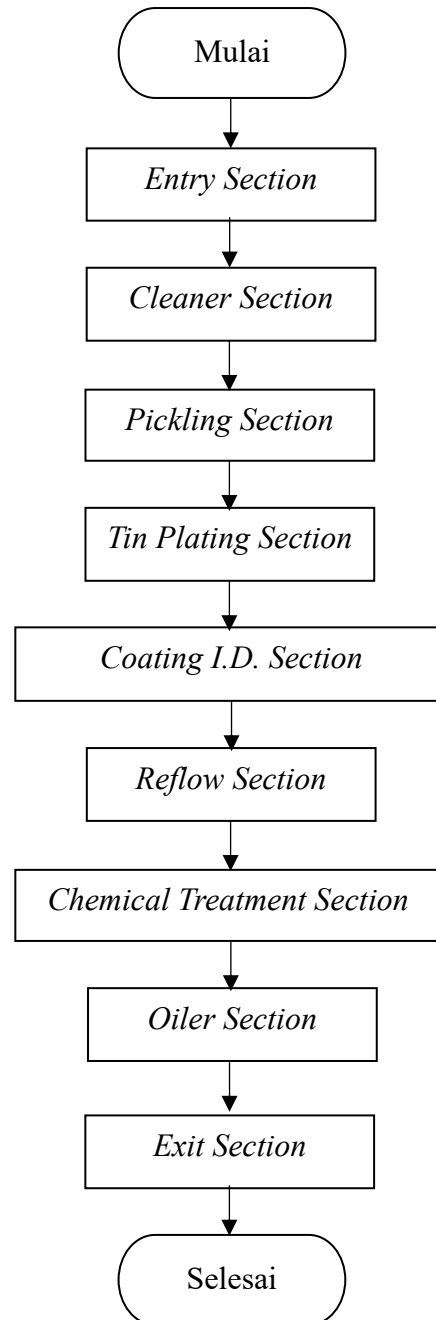 Mulai
Entry Section
Cleaner Section
Pickling Section
Tin Plating Section
Coating I.D. Section
Reflow Section
Chemical Treatment Section
Oiler Section
Exit Section
Selesai